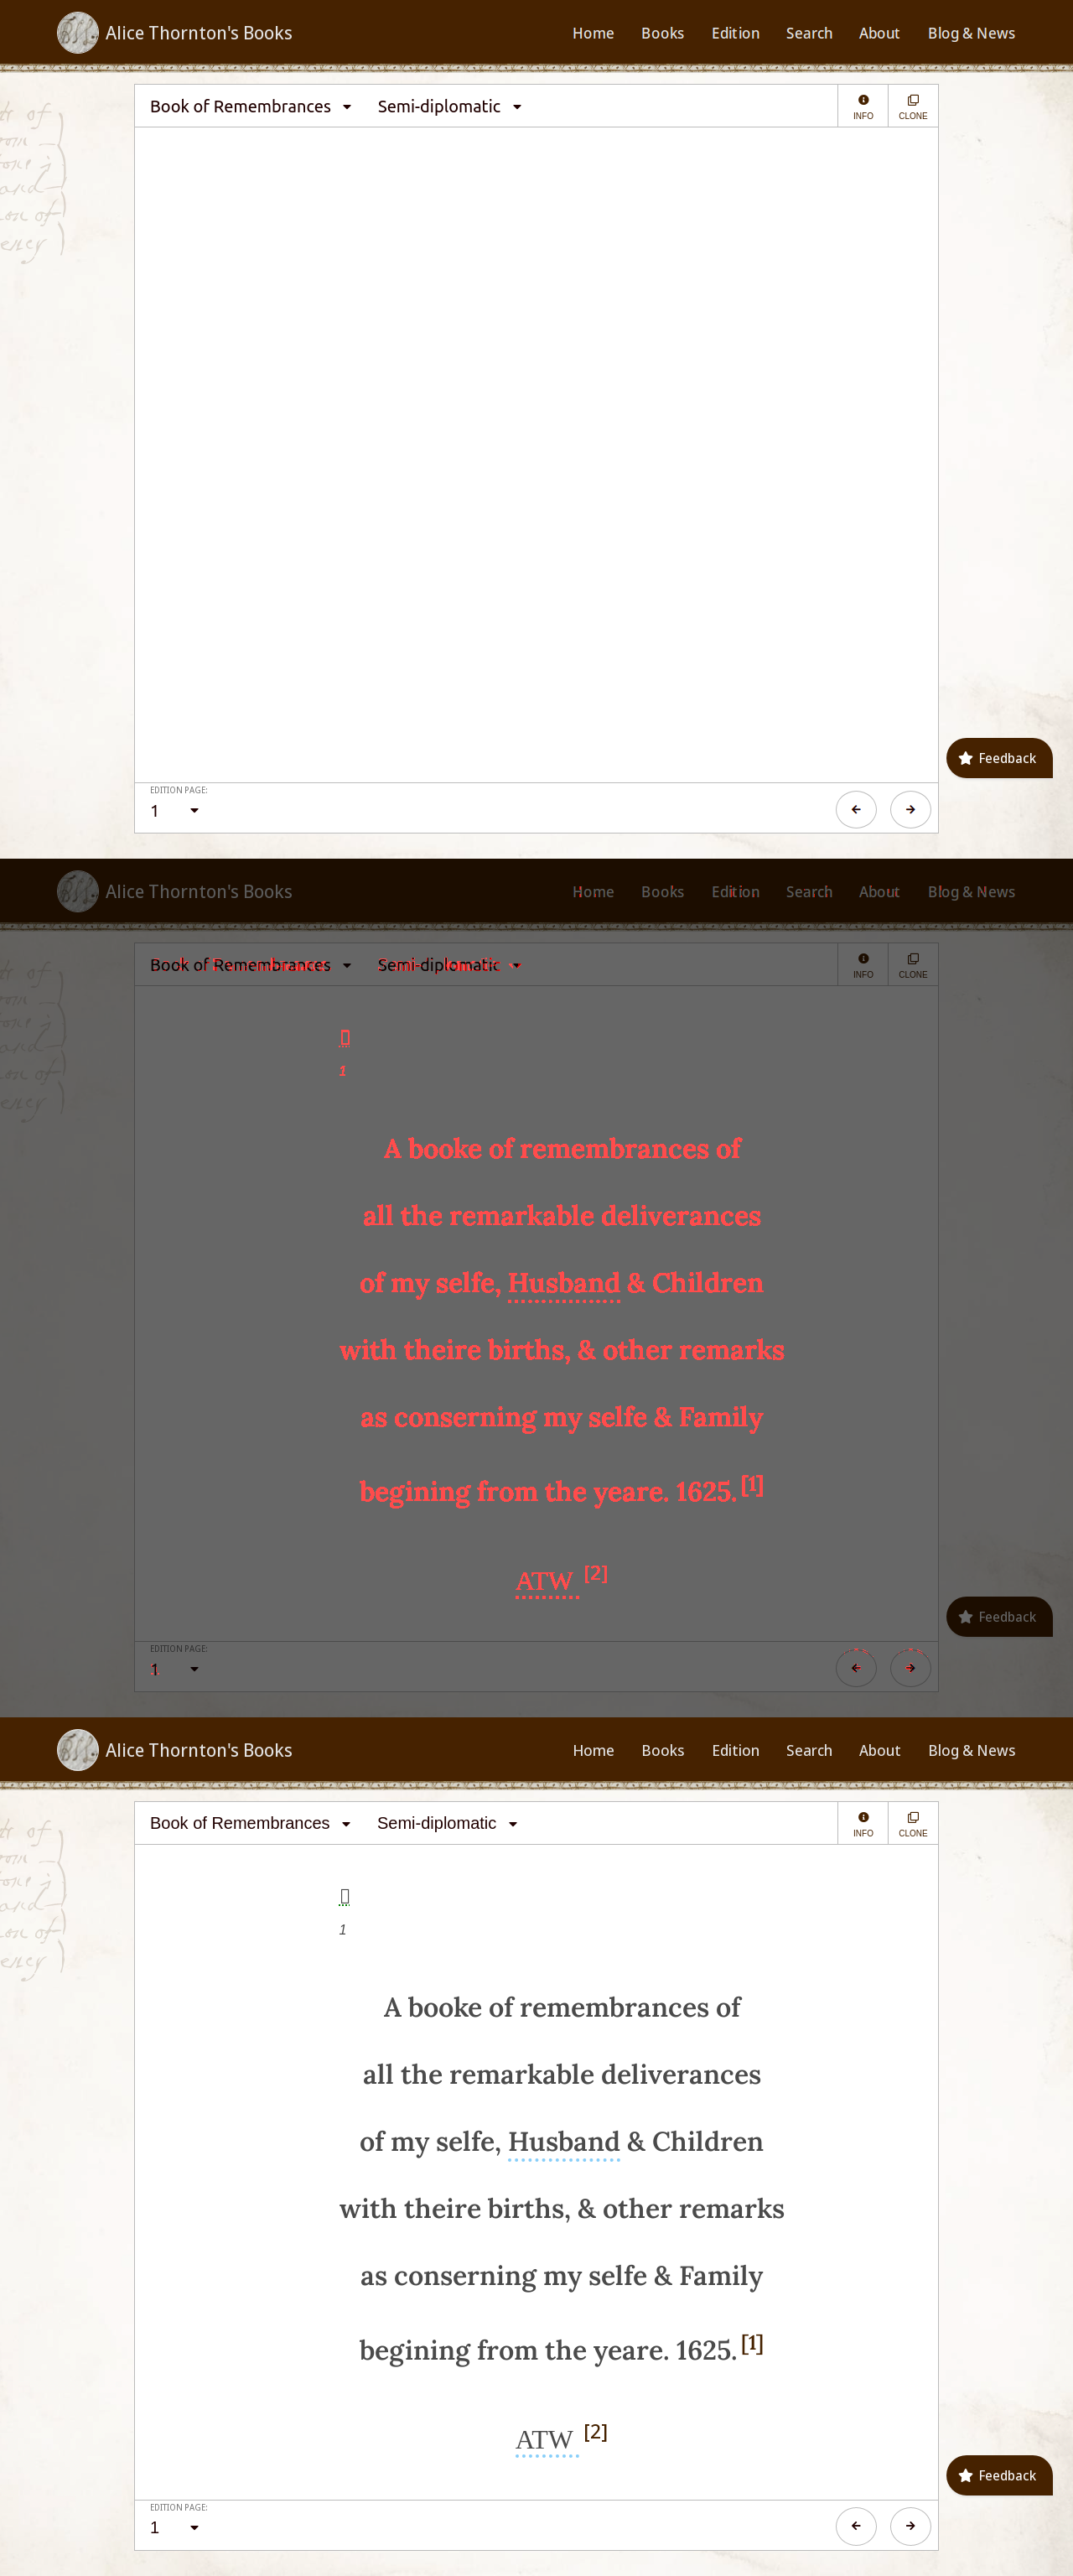 Alice Thornton's Books Home Books Edition Search About Blog & News
Book of Remembrances Semi-diplomatic INFO CLONE
Feedback
EDITION PAGE:
1
Alice Thornton's Books Home Books Edition Search About Blog & News
Book of Remembrances Semi-diplomatic INFO CLONE
1
A booke of remembrances of
all the remarkable deliverances
of my selfe, Husband & Children
with theire births, & other remarks
as conserning my selfe & Family
begining from the yeare. 1625. [1]
ATW [2]
Feedback
EDITION PAGE:
1
Alice Thornton's Books Home Books Edition Search About Blog & News
Book of Remembrances Semi-diplomatic INFO CLONE
1
A booke of remembrances of
all the remarkable deliverances
of my selfe, Husband & Children
with theire births, & other remarks
as conserning my selfe & Family
begining from the yeare. 1625. [1]
ATW [2]
Feedback
EDITION PAGE:
1